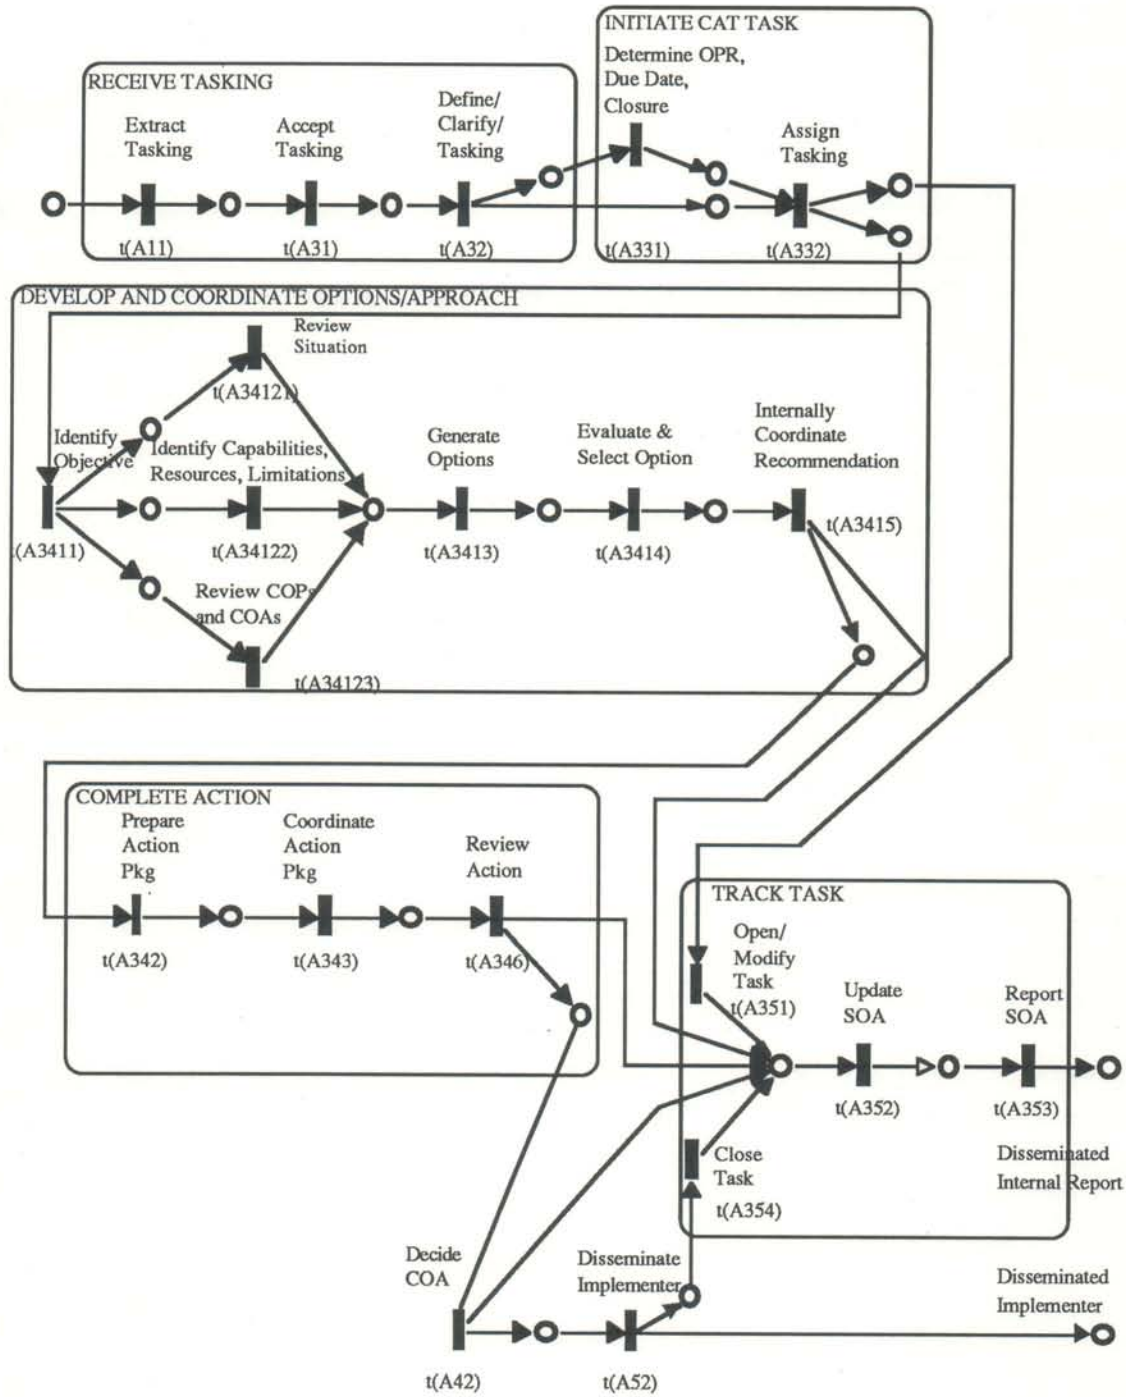 INITIATE CAT TASK
Determine OPR,
Due Date,
Closure
Assign
Tasking
t(A331)
t(A332)
RECEIVE TASKING
Extract
Tasking
Accept
Tasking
Define/
Clarify/
Tasking
t(A11)
t(A31)
t(A32)
DEVELOP AND COORDINATE OPTIONS/APPROACH
Review
Situation
t(A34121)
Identify
Objective
Identify Capabilities,
Resources, Limitations
Generate
Options
Evaluate &
Select Option
Internally
Coordinate
Recommendation
t(A3411)
t(A34122)
t(A3413)
t(A3414)
t(A3415)
Review COPs
and COAs
t(A34123)
COMPLETE ACTION
Prepare
Action
Pkg
Coordinate
Action
Pkg
Review
Action
t(A342)
t(A343)
t(A346)
TRACK TASK
Open/
Modify
Task
t(A351)
Update
SOA
Report
SOA
t(A352)
t(A353)
Close
Task
t(A354)
Disseminated
Internal Report
Decide
COA
Disseminate
Implementer
Disseminated
Implementer
t(A42)
t(A52)